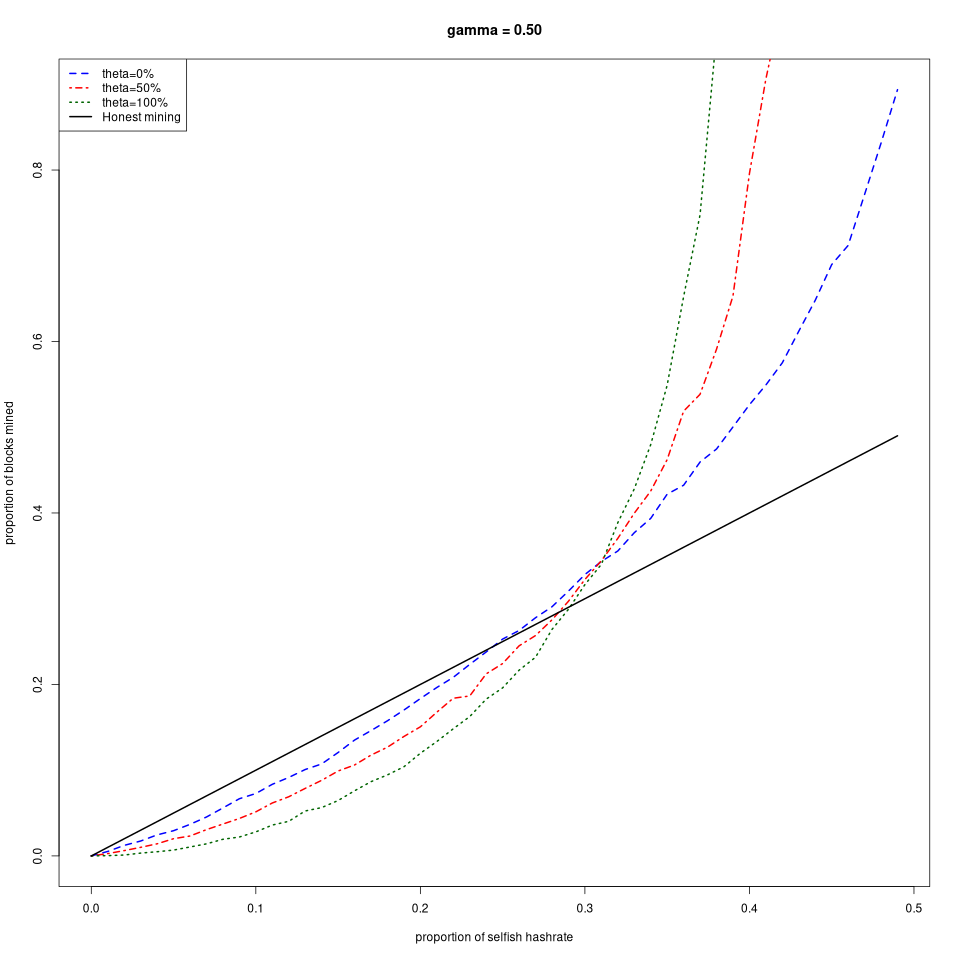 gamma = 0.50
theta=0%
theta=50%
theta=100%
Honest mining
proportion of blocks mined
0.8
0.6
0.4
0.2
0.0
0.0 0.1 0.2 0.3 0.4 0.5
proportion of selfish hashrate